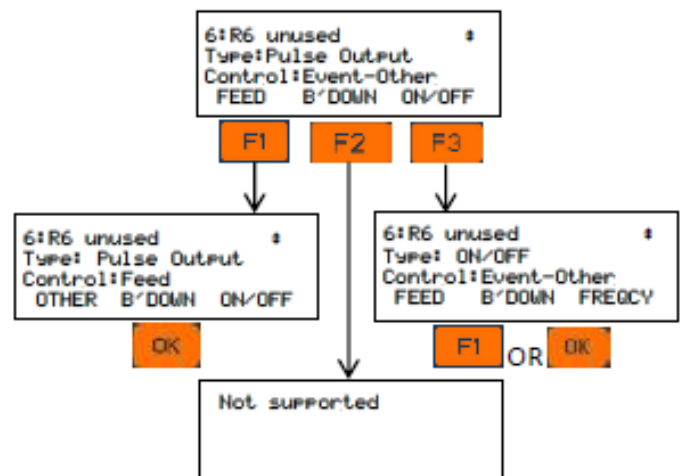 6:R6 unused
Type:Pulse Output
Control:Event-Other
FEED B'DOWN ON/OFF
F1 F2 F3
6:R6 unused
Type: Pulse Output
Control:Feed
OTHER B'DOWN ON/OFF
OK
6:R6 unused
Type: ON/OFF
Control:Event-Other
FEED B'DOWN FREQCY
F1 OR OK
Not supported